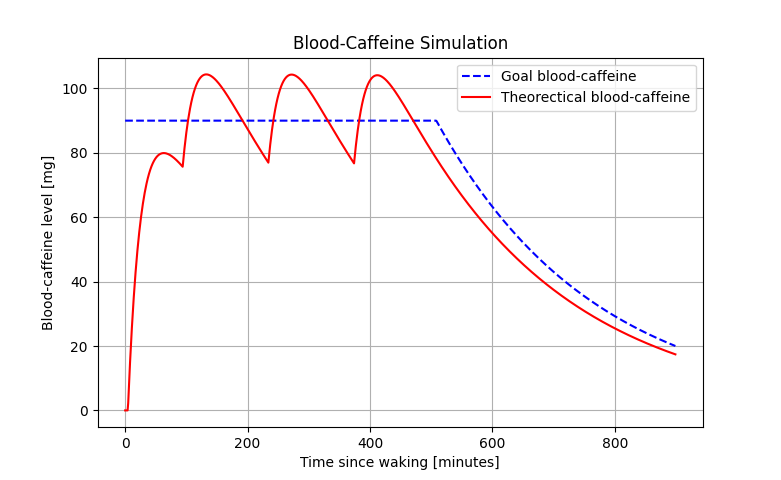 Blood-Caffeine Simulation
Goal blood-caffeine
Theorectical blood-caffeine
Blood-caffeine level [mg]
100
80
60
40
20
0
0 200 400 600 800
Time since waking [minutes]